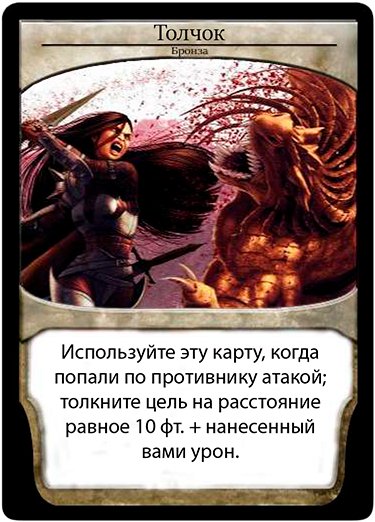 Толчок
Бронза
Используйте эту карту, когда
попали по противнику атакой;
толкните цель на расстояние
равное 10 фт. + нанесенный
вами урон.